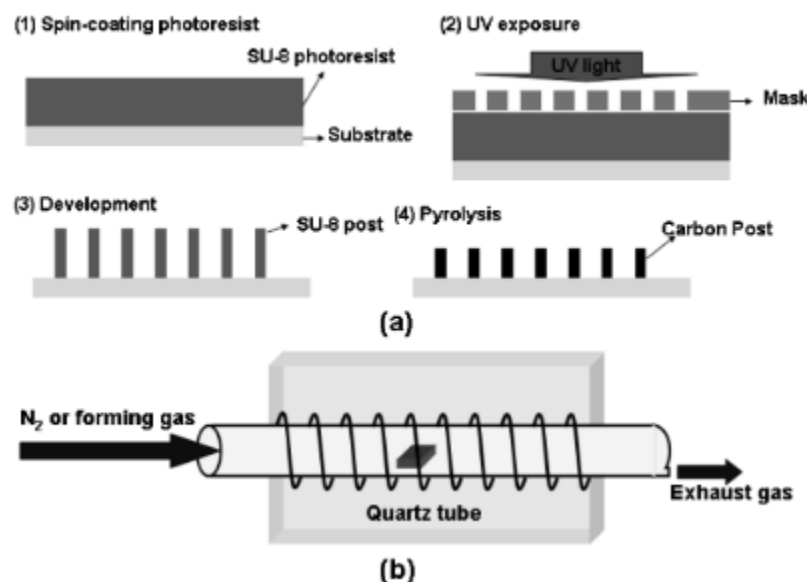 (1) Spin-coating photoresist
SU-8 photoresist
Substrate
(2) UV exposure
UV light
Mask
(3) Development
SU-8 post
(4) Pyrolysis
Carbon Post
(a)
N₂ or forming gas
Quartz tube
Exhaust gas
(b)